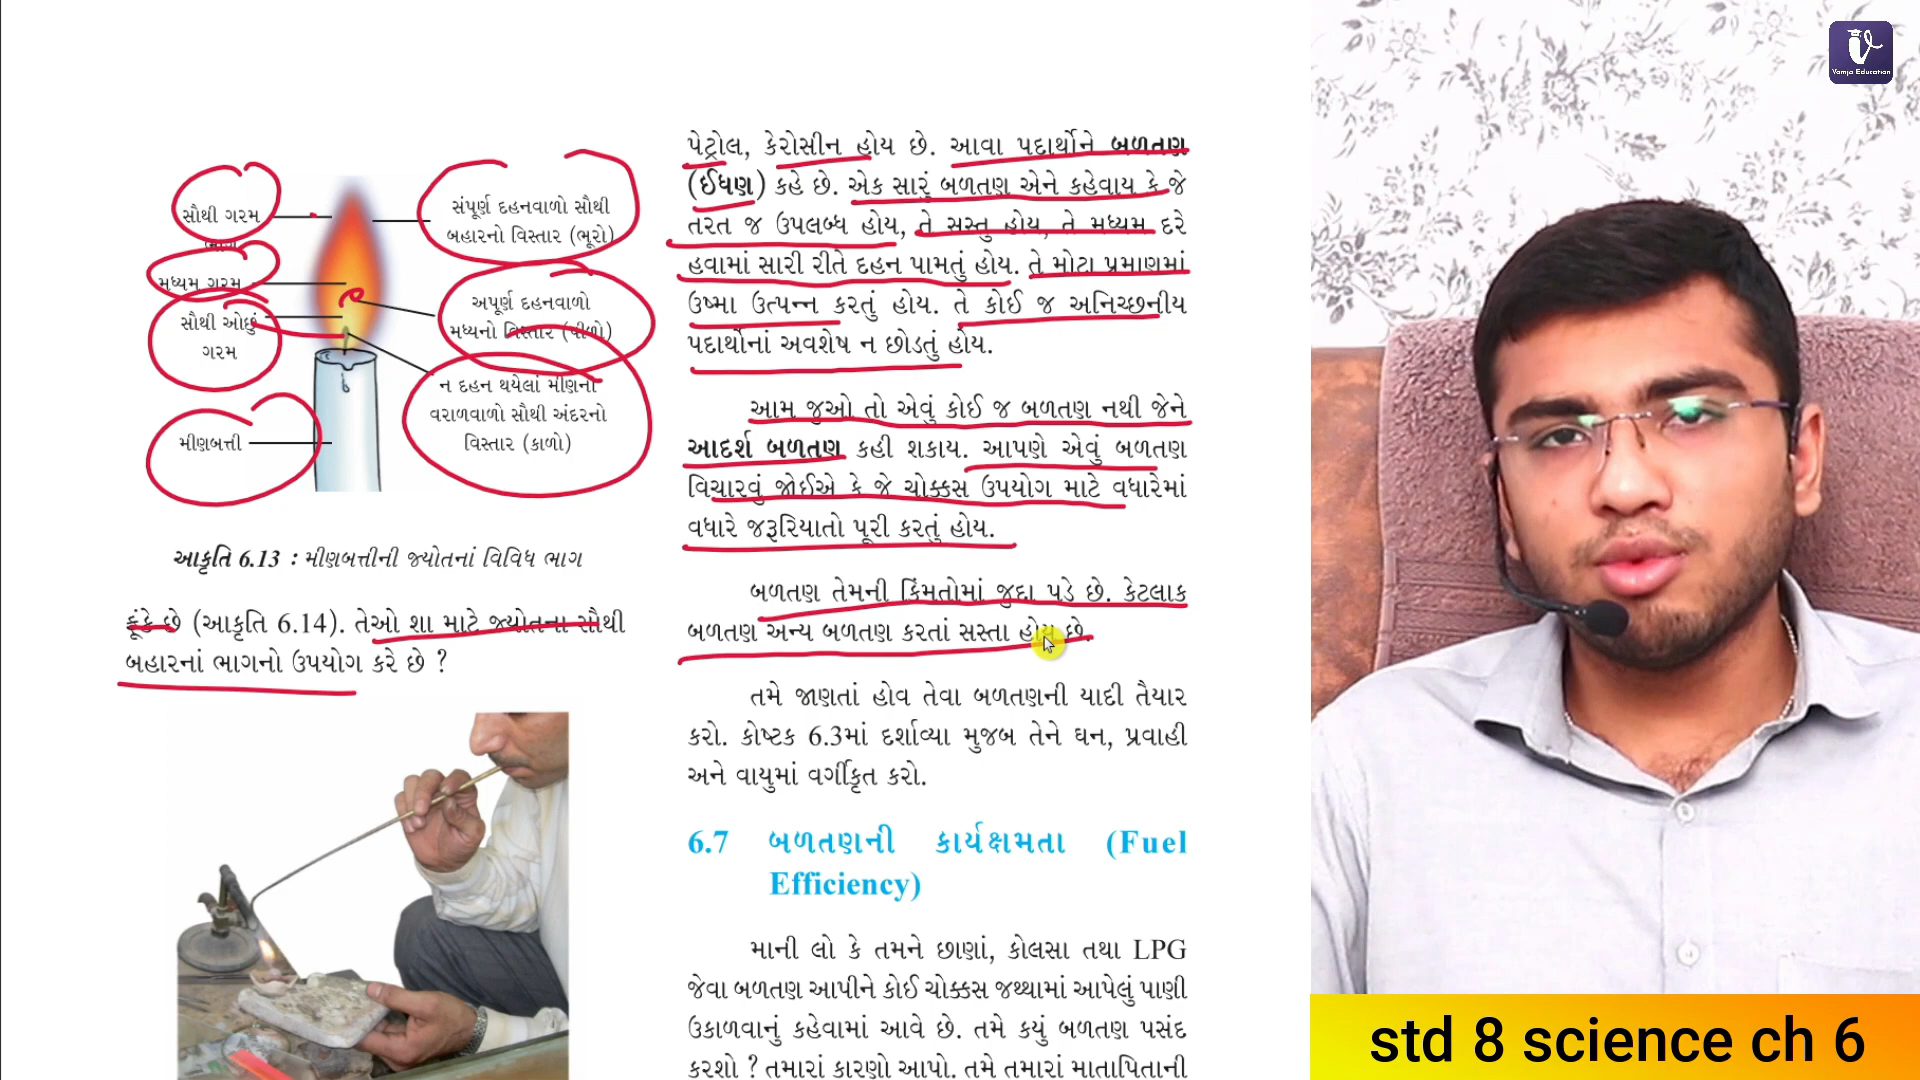 સૌથી ગરમ
ભાગ
મધ્યમ ગરમ
સૌથી ઓછું
ગરમ
મીણબત્તી
સંપૂર્ણ દહનવાળો સૌથી
બહારનો વિસ્તાર (ભૂરો)
અપૂર્ણ દહનવાળો
મધ્યનો વિસ્તાર (પીળો)
ન દહન થયેલાં મીણની
વરાળવાળો સૌથી અંદરનો
વિસ્તાર (કાળો)
આકૃતિ 6.13 : મીણબત્તીની જ્યોતનાં વિવિધ ભાગ
ફૂંકે છે (આકૃતિ 6.14). તેઓ શા માટે જ્યોતના સૌથી
બહારનાં ભાગનો ઉપયોગ કરે છે ?
પેટ્રોલ, કેરોસીન હોય છે. આવા પદાર્થોને બળતણ
(ઈંધણ) કહે છે. એક સારું બળતણ એને કહેવાય કે જે
તરત જ ઉપલબ્ધ હોય, તે સસ્તુ હોય, તે મધ્યમ દરે
હવામાં સારી રીતે દહન પામતું હોય. તે મોટા પ્રમાણમાં
ઉષ્મા ઉત્પન્ન કરતું હોય. તે કોઈ જ અનિચ્છનીય
પદાર્થોનાં અવશેષ ન છોડતું હોય.
આમ જુઓ તો એવું કોઈ જ બળતણ નથી જેને
આદર્શ બળતણ કહી શકાય. આપણે એવું બળતણ
વિચારવું જોઈએ કે જે ચોક્કસ ઉપયોગ માટે વધારેમાં
વધારે જરૂરિયાતો પૂરી કરતું હોય.
બળતણ તેમની કિંમતોમાં જુદા પડે છે. કેટલાક
બળતણ અન્ય બળતણ કરતાં સસ્તા હોય છે.
તમે જાણતાં હોવ તેવા બળતણની યાદી તૈયાર
કરો. કોષ્ટક 6.3માં દર્શાવ્યા મુજબ તેને ઘન, પ્રવાહી
અને વાયુમાં વર્ગીકૃત કરો.
6.7 બળતણની કાર્યક્ષમતા (Fuel
Efficiency)
માની લો કે તમને છાણાં, કોલસા તથા LPG
જેવા બળતણ આપીને કોઈ ચોક્કસ જથ્થામાં આપેલું પાણી
ઉકાળવાનું કહેવામાં આવે છે. તમે કયું બળતણ પસંદ
કરશો ? તમારાં કારણો આપો. તમે તમારાં માતાપિતાની
Vamja Education
std 8 science ch 6